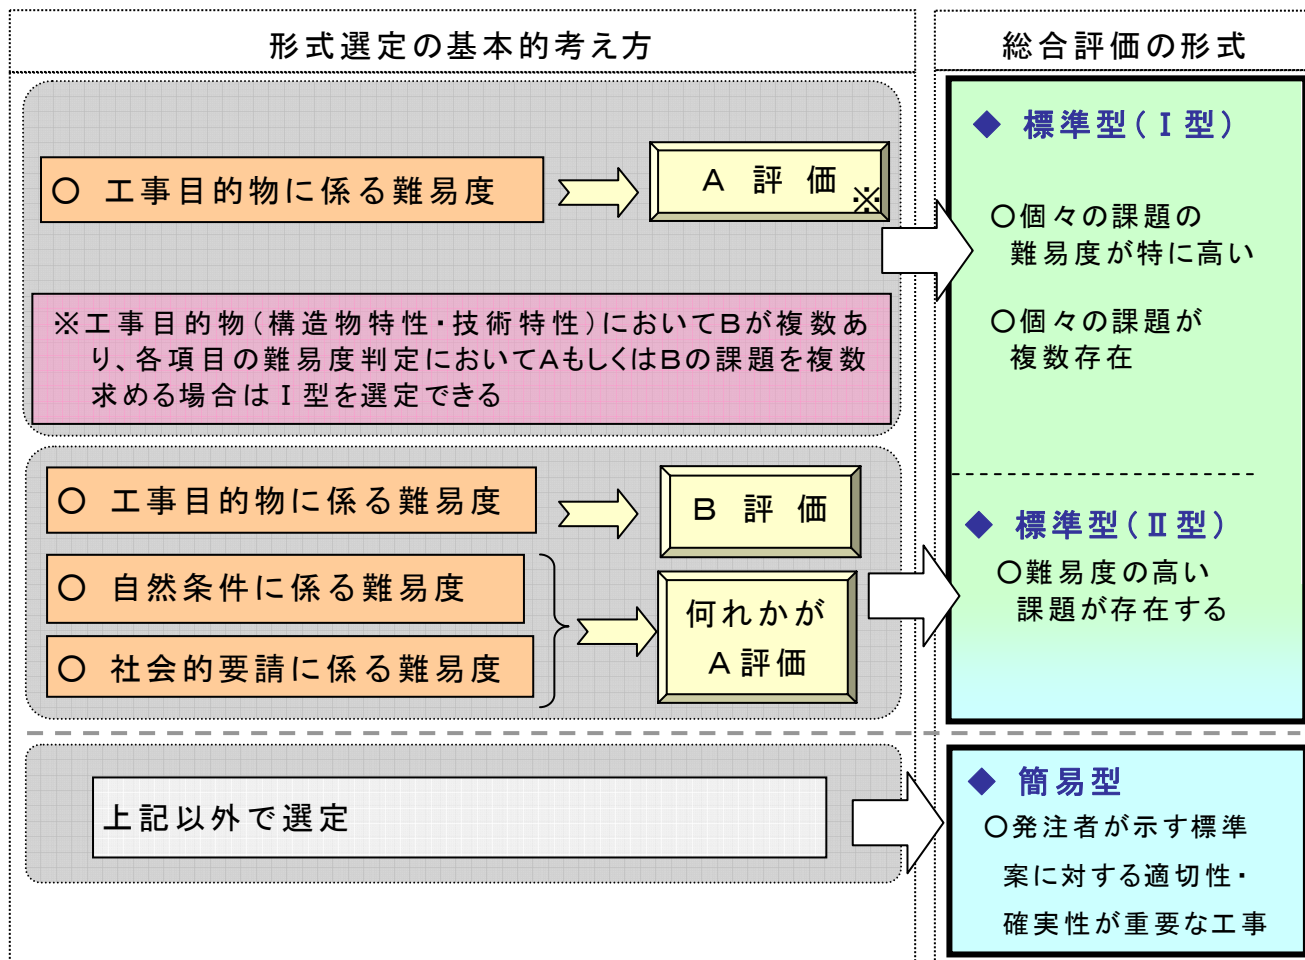 形式選定の基本的考え方
○ 工事目的物に係る難易度
A 評 価
※
※工事目的物（構造物特性・技術特性）においてBが複数あ
り、各項目の難易度判定においてAもしくはBの課題を複数
求める場合はⅠ型を選定できる
○ 工事目的物に係る難易度
B 評 価
○ 自然条件に係る難易度
○ 社会的要請に係る難易度
何れかが
A評価
上記以外で選定
総合評価の形式
◆ 標準型（Ⅰ型）
○個々の課題の
難易度が特に高い
○個々の課題が
複数存在
◆ 標準型（Ⅱ型）
○難易度の高い
課題が存在する
◆ 簡易型
○発注者が示す標準
案に対する適切性・
確実性が重要な工事